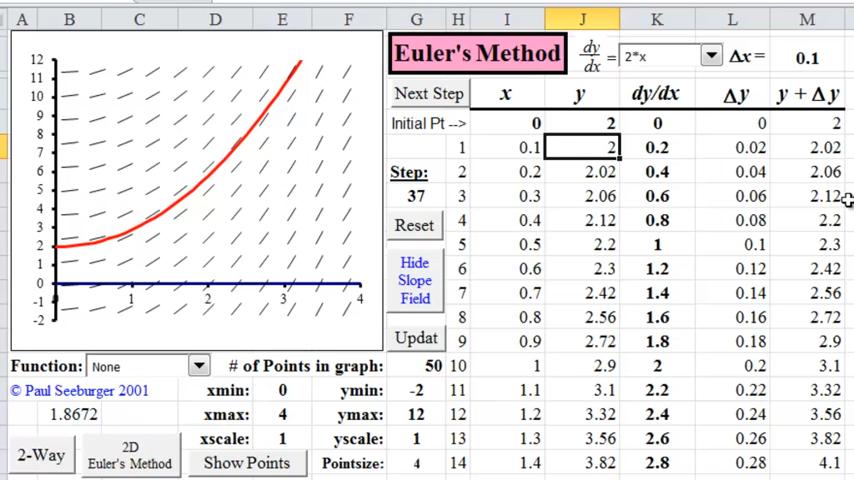 A B C D E F G H I J K L M
Euler's Method dy/dx = 2*x Δx = 0.1
Next Step x y dy/dx Δy y + Δy
Initial Pt --> 0 2 0 0 2
1 0.1 2 0.2 0.02 2.02
Step: 2 0.2 2.02 0.4 0.04 2.06
37 3 0.3 2.06 0.6 0.06 2.12
Reset 4 0.4 2.12 0.8 0.08 2.2
5 0.5 2.2 1 0.1 2.3
Hide
Slope
Field
6 0.6 2.3 1.2 0.12 2.42
7 0.7 2.42 1.4 0.14 2.56
8 0.8 2.56 1.6 0.16 2.72
Updat 9 0.9 2.72 1.8 0.18 2.9
12
11
10
9
8
7
6
5
4
3
2
1
0
-1
-2
0 1 2 3 4
Function: None # of Points in graph: 50 10 1 2.9 2 0.2 3.1
© Paul Seeburger 2001 xmin: 0 ymin: -2 11 1.1 3.1 2.2 0.22 3.32
1.8672 xmax: 4 ymax: 12 12 1.2 3.32 2.4 0.24 3.56
xscale: 1 yscale: 1 13 1.3 3.56 2.6 0.26 3.82
2-Way 2D Euler's Method Show Points Pointsize: 4 14 1.4 3.82 2.8 0.28 4.1